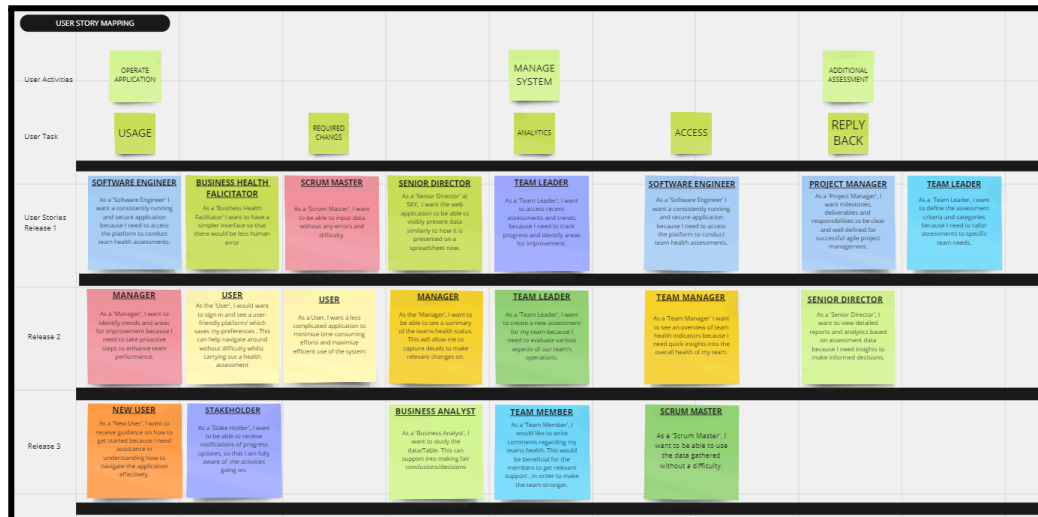 USER STORY MAPPING
User Activities
OPERATE
APPLICATION
MANAGE
SYSTEM
ADDITIONAL
ASSESSMENT
User Task
USAGE
REQUIRED
CHANGS
ANALYTICS
ACCESS
REPLY
BACK
User Stories
Release 1
SOFTWARE ENGINEER
As a 'Software Engineer' I
want a consistently running
and secure application
because I need to access
the platform to conduct
team health assessments.
BUSINESS HEALTH
FALICITATOR
As a 'Business Health
Facilitator' I want to have a
simpler interface so that
there would be less human
error
SCRUM MASTER
As a 'Scrum Master', I want
to be able to input data
without any errors and
difficulty.
SENIOR DIRECTOR
As a 'Senior Director' at
SKY, i want the web
application to be able to
visibly present data
similarly to how it is
presented on a
spreadsheet now.
TEAM LEADER
As a 'Team Leader', I want
to access recent
assessments and trends
because I need to track
progress and identify areas
for improvement.
SOFTWARE ENGINEER
As a 'Software Engineer' I
want a consistently running
and secure application
because I need to access
the platform to conduct
team health assessments.
PROJECT MANAGER
As a 'Project Manager', I
want milestones,
deliverables and
responsibilities to be clear
and well defined for
successful agile project
management.
TEAM LEADER
As a 'Team Leader, I want
to define the assessment
criteria and categories
because I need to tailor
assessments to specific
team needs.
Release 2
MANAGER
As a 'Manager', I want to
identify trends and areas
for improvement because I
need to take proactive
steps to enhance team
performance.
USER
As the 'User', I would want
to sign-in and see a user-
friendly platform/ which
saves my preferences . This
can help navigate around
without difficulty whilst
carrying out a health
assessment
USER
As a User, I want a less
complicated application to
minimize time consuming
efforts and maximize
efficient use of the system
MANAGER
As the 'Manager', I want to
be able to see a summary
of the teams health status.
This will allow me to
capture details to make
relevant changes on.
TEAM LEADER
As a 'Team Leader', I want
to create a new assessment
for my team because I
need to evaluate various
aspects of our team's
operations.
TEAM MANAGER
As a 'Team Manager' I want
to see an overview of team
health indicators because I
need quick insights into the
overall health of my team.
SENIOR DIRECTOR
As a 'Senior Director', I
want to view detailed
reports and analytics based
on assessment data
because I need insights to
make informed decisions.
Release 3
NEW USER
As a 'New User', I want to
receive guidance on how to
get started because I need
assistance in
understanding how to
navigate the application
effectively.
STAKEHOLDER
As a 'Stake Holder', I want
to be able to receive
notifications of progress
updates, so that I am fully
aware of the activities
going on.
BUSINESS ANALYST
As a 'Business Analyst', I
want to study the
data/Table. This can
support into making fair
conclusions/decisions
TEAM MEMBER
As a 'Team Member', I
would like to write
comments regarding my
teams health. This would
be beneficial for the
members to get relevant
support , in order to make
the team stronger.
SCRUM MASTER
As a 'Scrum Master', I
want to be able to use
the data gathered
without a difficulty.